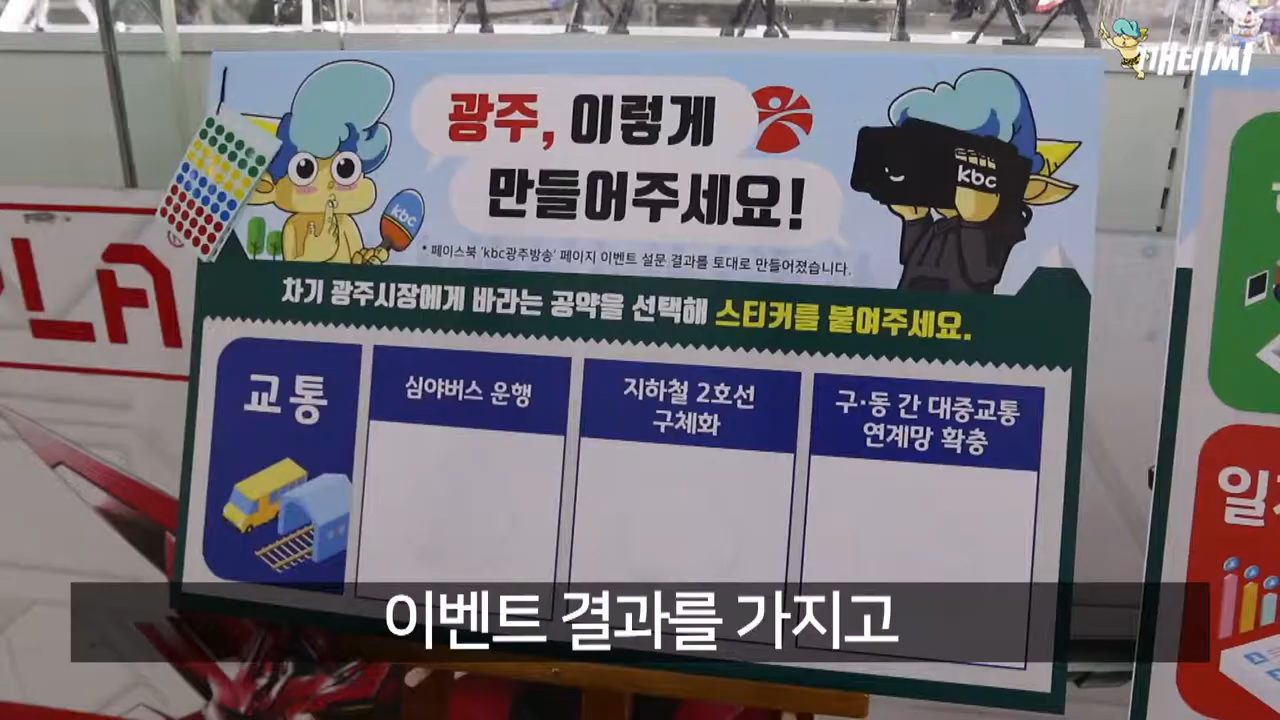 깨티씨
광주, 이렇게
만들어주세요!
kbc
kbc
* 페이스북 'kbc광주방송' 페이지 이벤트 설문 결과를 토대로 만들어졌습니다.
차기 광주시장에게 바라는 공약을 선택해 스티커를 붙여주세요.
교통
심야버스 운행
지하철 2호선
구체화
구·동 간 대중교통
연계망 확충
이벤트 결과를 가지고